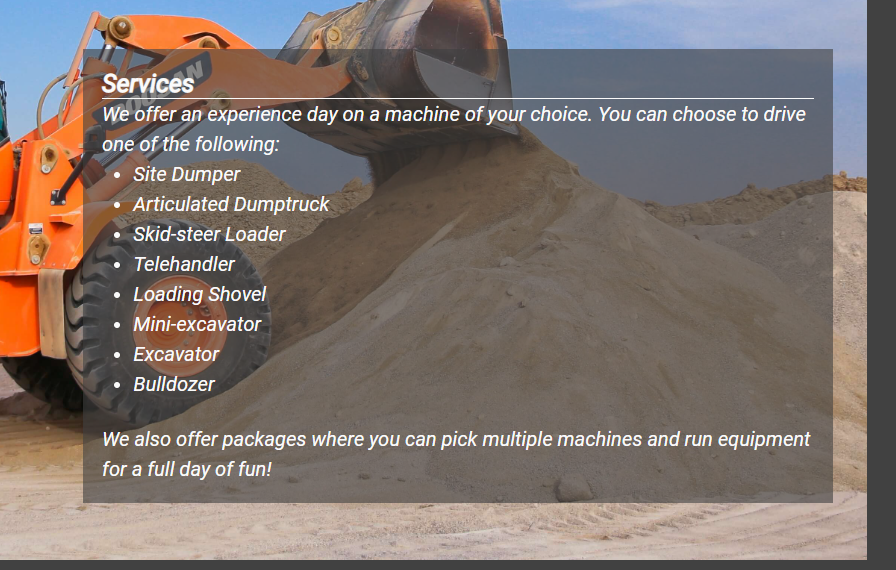 DOOSAN
Services
We offer an experience day on a machine of your choice. You can choose to drive
one of the following:
• Site Dumper
• Articulated Dumptruck
• Skid-steer Loader
• Telehandler
• Loading Shovel
• Mini-excavator
• Excavator
• Bulldozer
We also offer packages where you can pick multiple machines and run equipment
for a full day of fun!